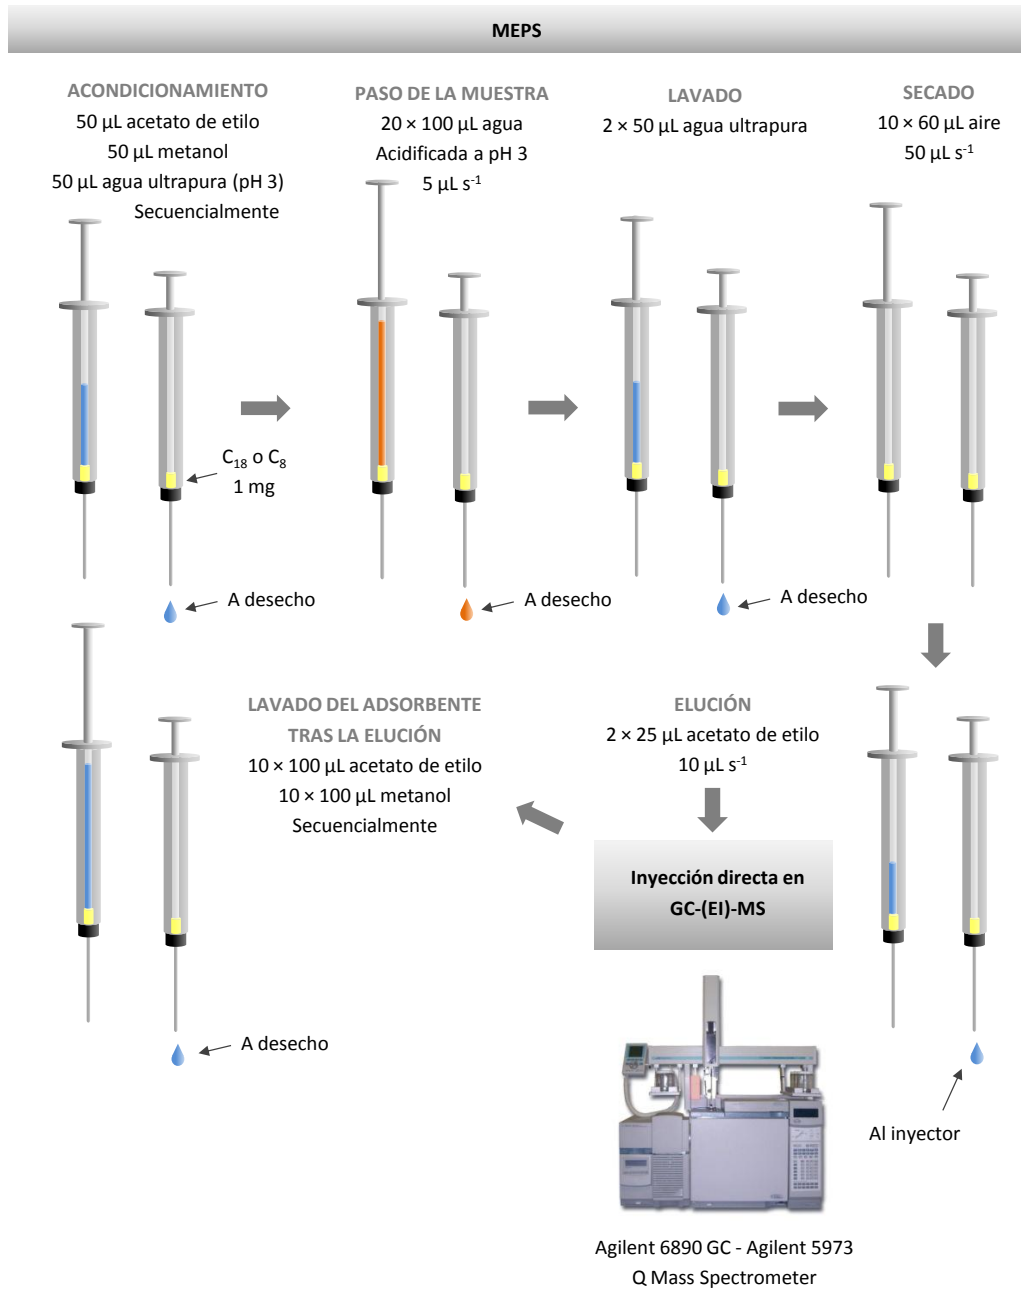 MEPS
ACONDICIONAMIENTO
50 µL acetato de etilo
50 µL metanol
50 µL agua ultrapura (pH 3)
Secuencialmente
PASO DE LA MUESTRA
20 × 100 µL agua
Acidificada a pH 3
5 µL s⁻¹
LAVADO
2 × 50 µL agua ultrapura
SECADO
10 × 60 µL aire
50 µL s⁻¹
C₁₈ o C₈
1 mg
A desecho
A desecho
A desecho
ELUCIÓN
2 × 25 µL acetato de etilo
10 µL s⁻¹
Inyección directa en
GC-(EI)-MS
Al inyector
Agilent 6890 GC - Agilent 5973
Q Mass Spectrometer
LAVADO DEL ADSORBENTE
TRAS LA ELUCIÓN
10 × 100 µL acetato de etilo
10 × 100 µL metanol
Secuencialmente
A desecho